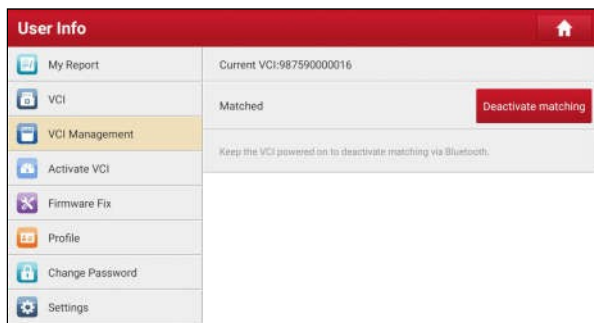 User Info
My Report
VCI
VCI Management
Activate VCI
Firmware Fix
Profile
Change Password
Settings
Current VCI:987590000016
Matched
Deactivate matching
Keep the VCI powered on to deactivate matching via Bluetooth.